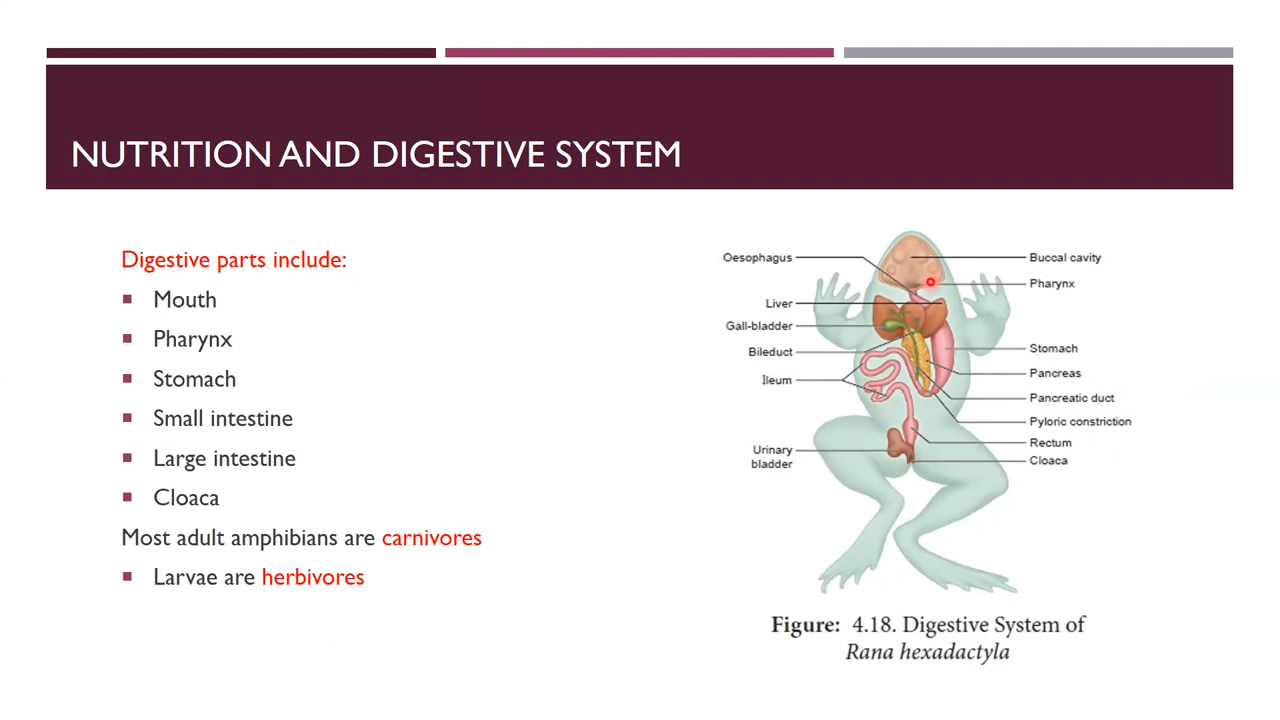 NUTRITION AND DIGESTIVE SYSTEM
Digestive parts include:
Mouth
Pharynx
Stomach
Small intestine
Large intestine
Cloaca
Most adult amphibians are carnivores
Larvae are herbivores
Oesophagus
Liver
Gall-bladder
Bileduct
Ileum
Urinary
bladder
Buccal cavity
Pharynx
Stomach
Pancreas
Pancreatic duct
Pyloric constriction
Rectum
Cloaca
Figure: 4.18. Digestive System of
Rana hexadactyla